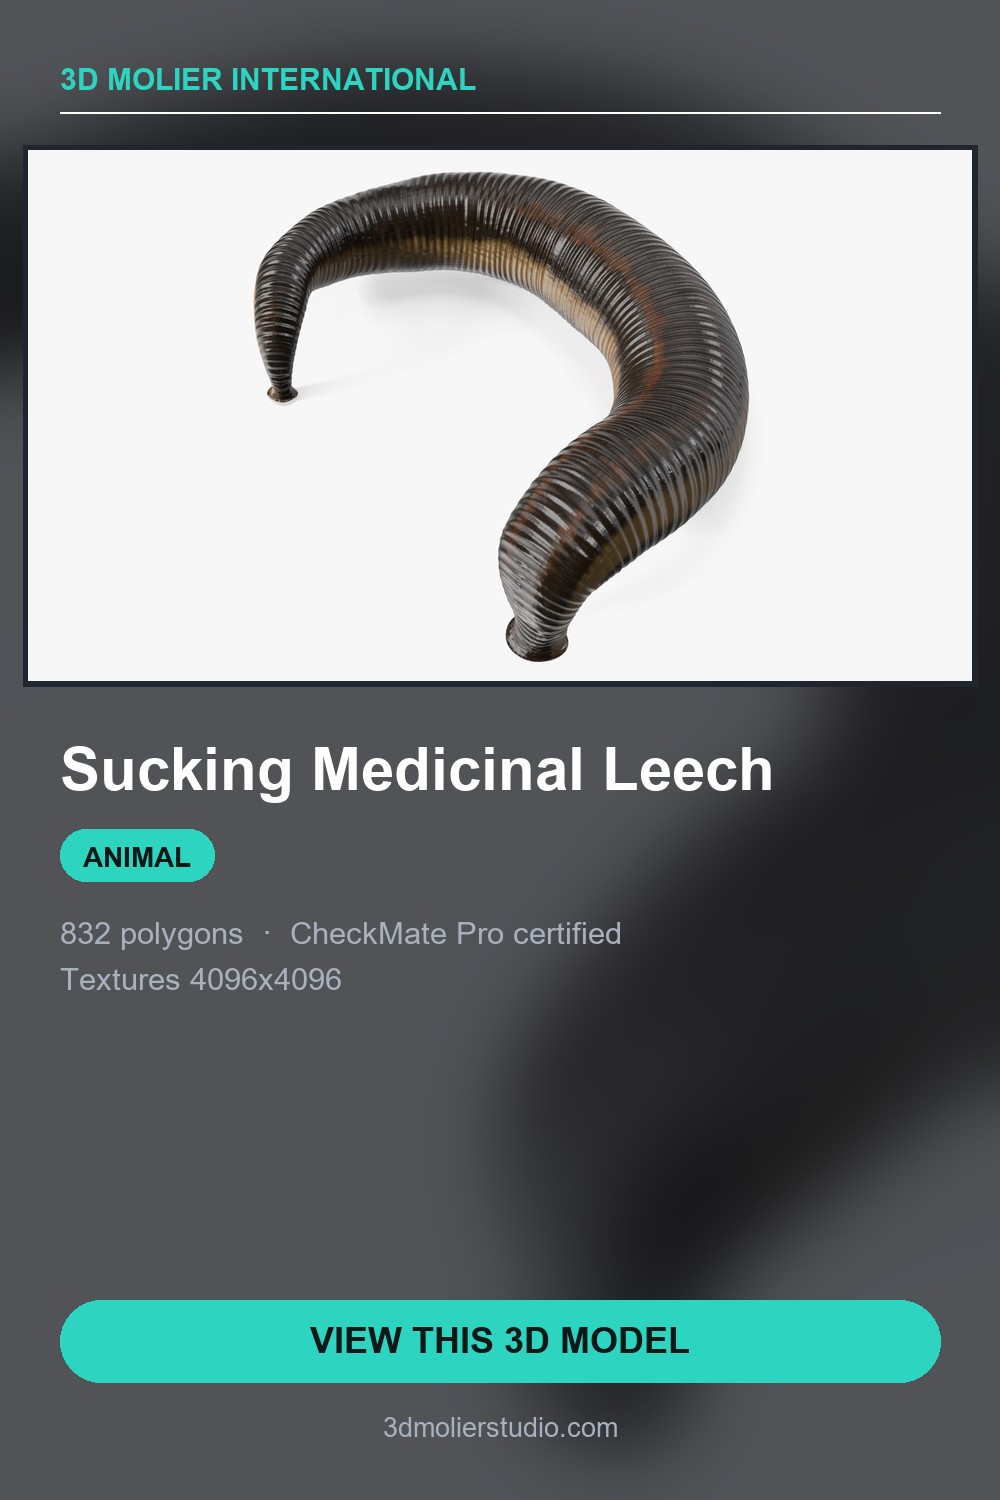 3D MOLIER INTERNATIONAL
Sucking Medicinal Leech
ANIMAL
832 polygons · CheckMate Pro certified
Textures 4096x4096
VIEW THIS 3D MODEL
3dmolierstudio.com